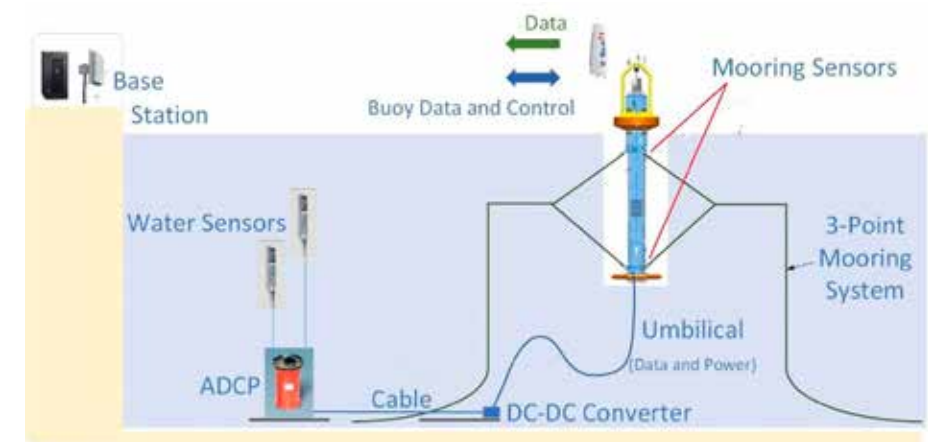 Data
Buoy Data and Control
Base
Station
Mooring Sensors
Water Sensors
3-Point
Mooring
System
Umbilical
(Data and Power)
ADCP
Cable
DC-DC Converter